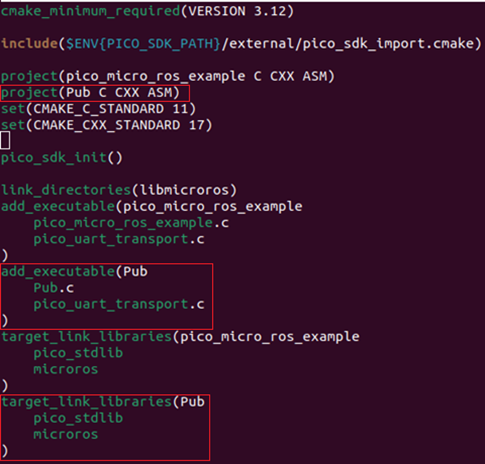 cmake_minimum_required(VERSION 3.12)
include($ENV{PICO_SDK_PATH}/external/pico_sdk_import.cmake)
project(pico_micro_ros_example C CXX ASM)
project(Pub C CXX ASM)
set(CMAKE_C_STANDARD 11)
set(CMAKE_CXX_STANDARD 17)
pico_sdk_init()
link_directories(libmicroros)
add_executable(pico_micro_ros_example
    pico_micro_ros_example.c
    pico_uart_transport.c
)
add_executable(Pub
    Pub.c
    pico_uart_transport.c
)
target_link_libraries(pico_micro_ros_example
    pico_stdlib
    microros
)
target_link_libraries(Pub
    pico_stdlib
    microros
)